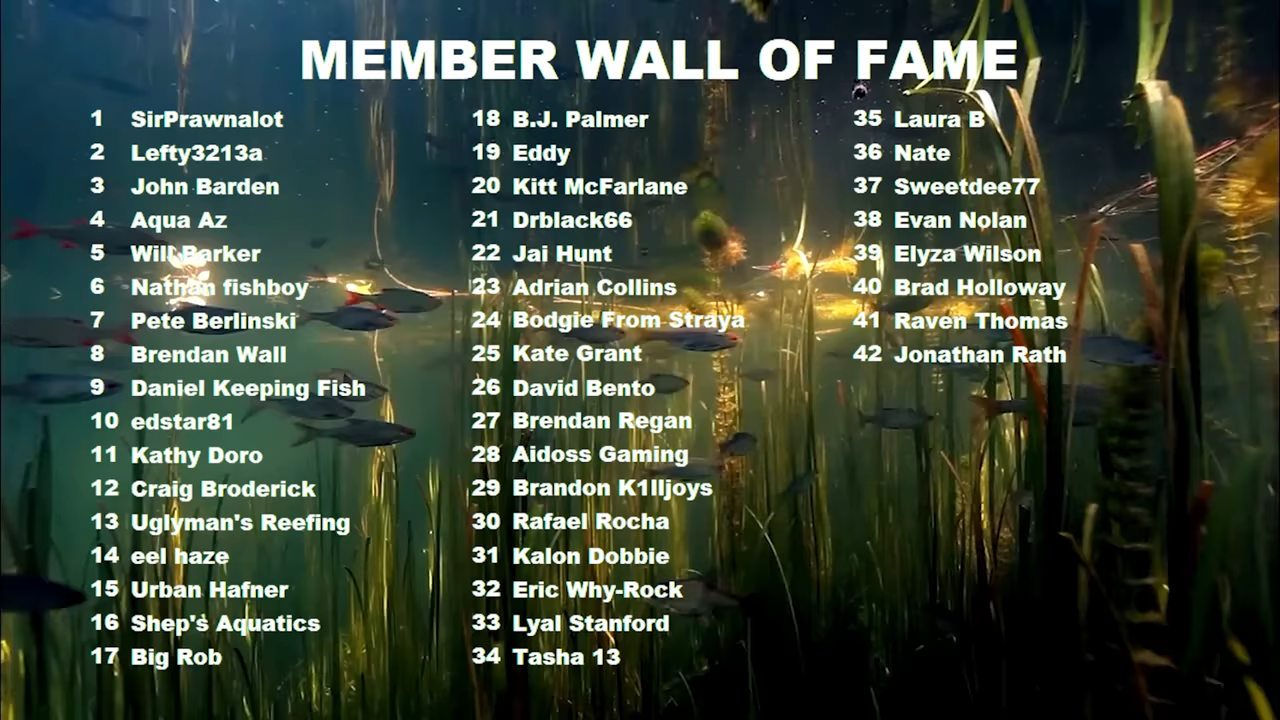 MEMBER WALL OF FAME
1 SirPrawnalot
2 Lefty3213a
3 John Barden
4 Aqua Az
5 Will Barker
6 Nathan fishboy
7 Pete Berlinski
8 Brendan Wall
9 Daniel Keeping Fish
10 edstar81
11 Kathy Doro
12 Craig Broderick
13 Uglyman's Reefing
14 eel haze
15 Urban Hafner
16 Shep's Aquatics
17 Big Rob
18 B.J. Palmer
19 Eddy
20 Kitt McFarlane
21 Drblack66
22 Jai Hunt
23 Adrian Collins
24 Bodgie From Straya
25 Kate Grant
26 David Bento
27 Brendan Regan
28 Aidoss Gaming
29 Brandon K1lljoys
30 Rafael Rocha
31 Kalon Dobbie
32 Eric Why-Rock
33 Lyal Stanford
34 Tasha 13
35 Laura B
36 Nate
37 Sweetdee77
38 Evan Nolan
39 Elyza Wilson
40 Brad Holloway
41 Raven Thomas
42 Jonathan Rath